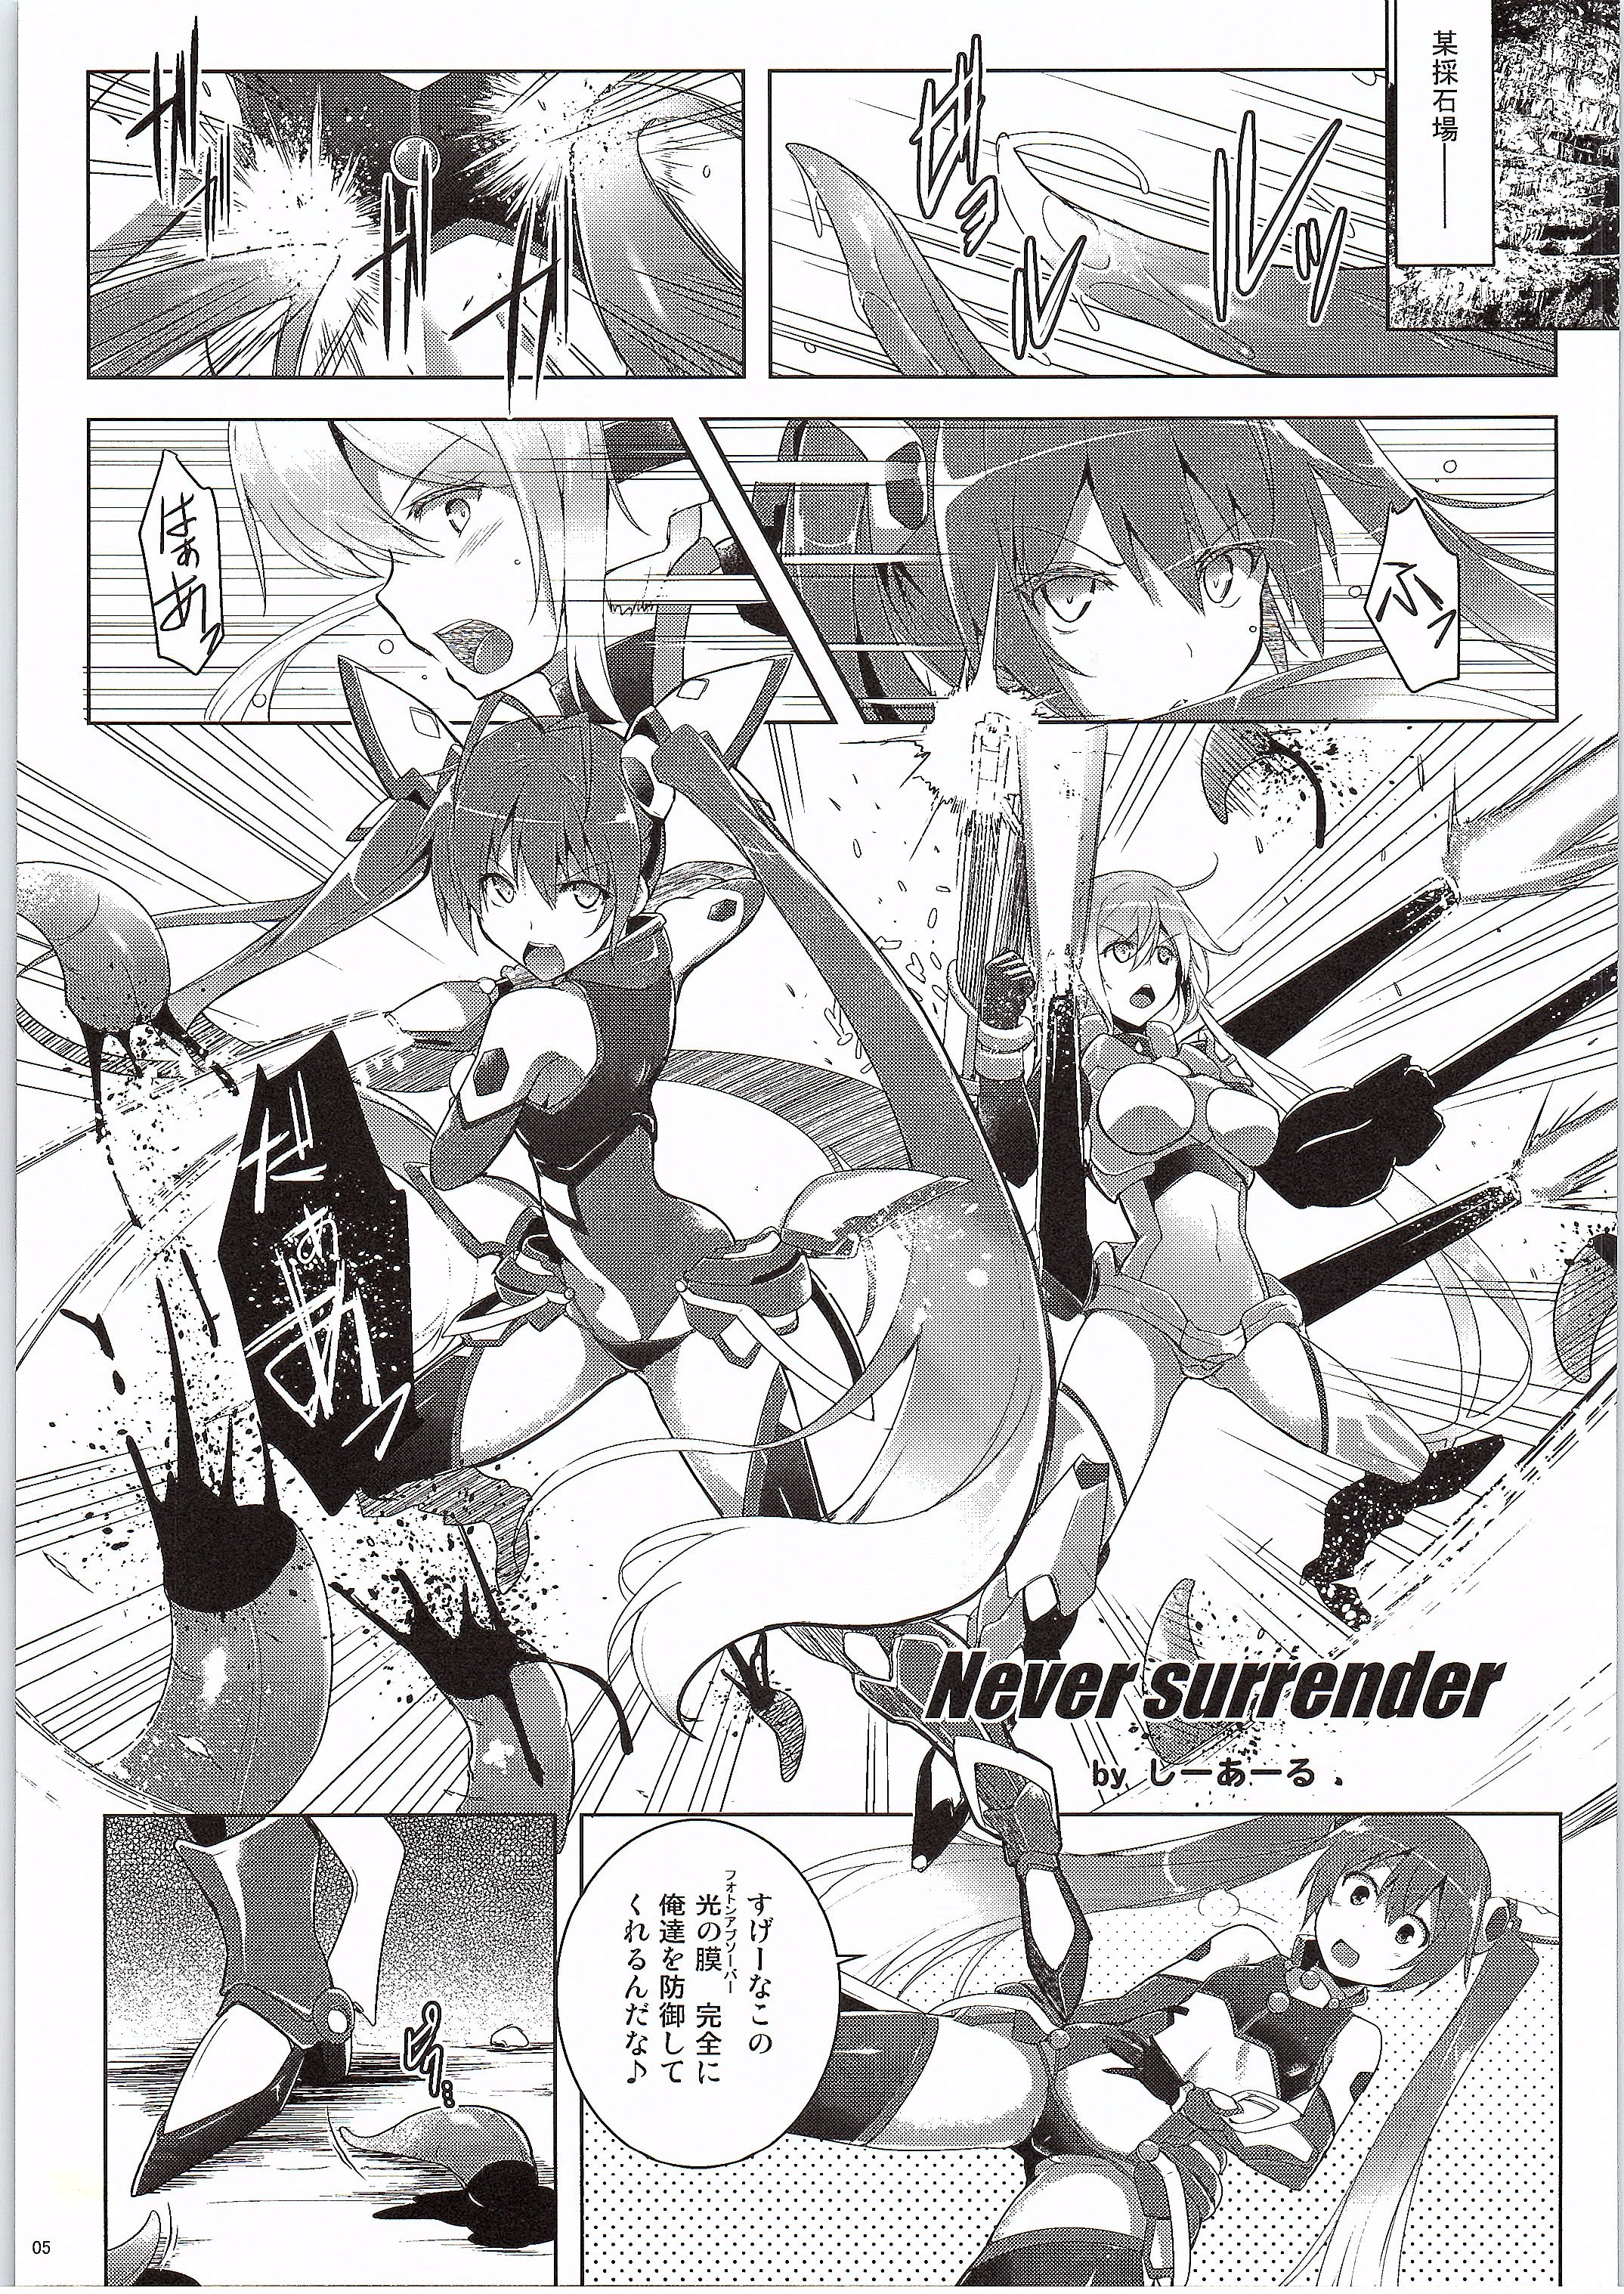 某採石場――
ビュ
ルッ
ルル
ガガ
ガガ
ふっ
はぁあっ
だぁあっ
Never surrender
by しーあーる .
すげーなこの
光の膜　完全に
フォトンアブソーバー
俺達を防御して
くれるんだな♪
ピク
05